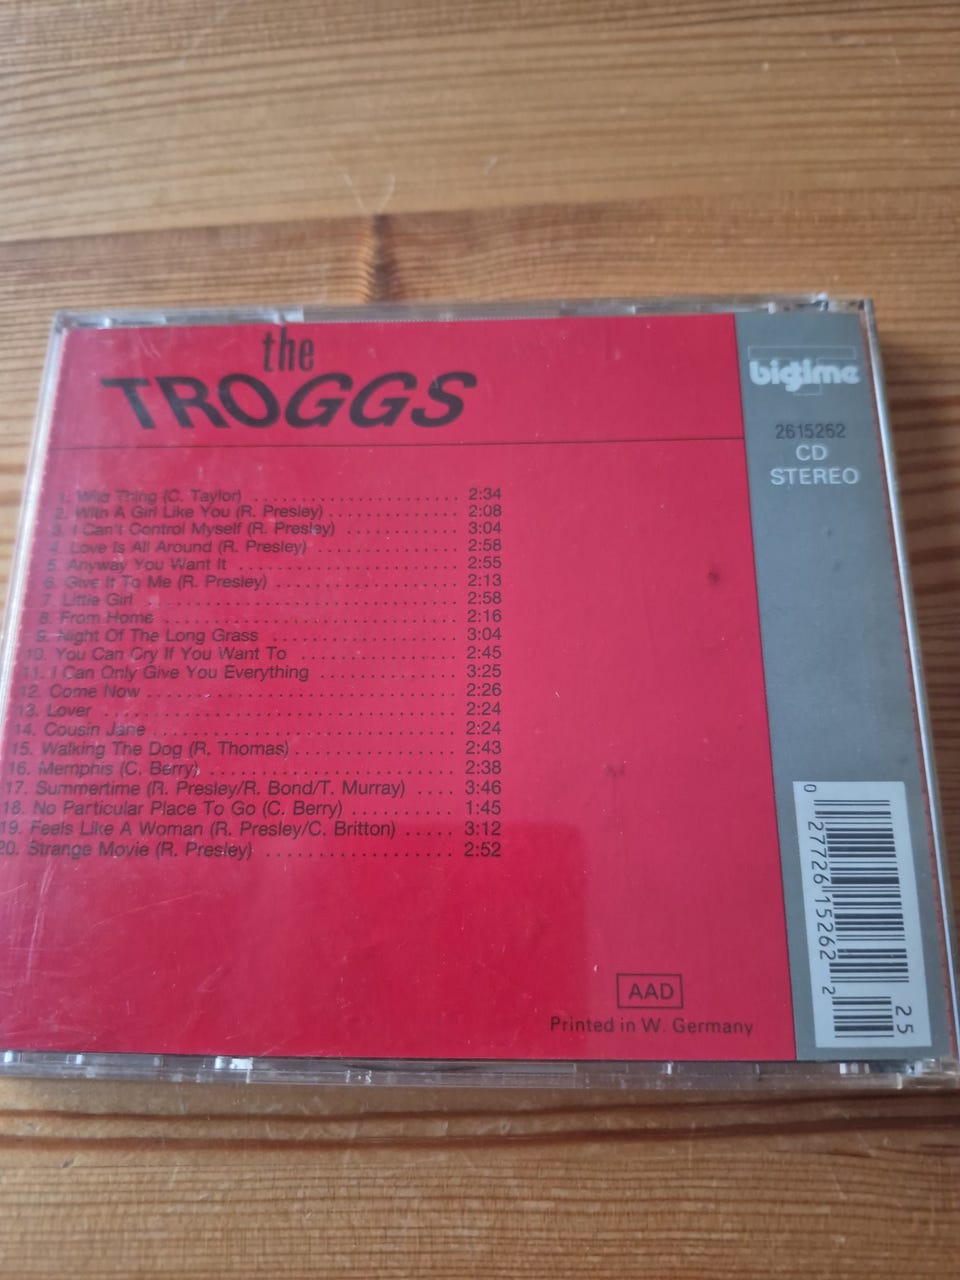 the
TROGGS
1. Wild Thing (C. Taylor) ........................ 2:34
2. With A Girl Like You (R. Presley) ............... 2:08
3. I Can't Control Myself (R. Presley) ............. 3:04
4. Love Is All Around (R. Presley) ................ 2:58
5. Anyway You Want It ......................... 2:55
6. Give It To Me (R. Presley) ..................... 2:13
7. Little Girl .................................. 2:58
8. From Home ................................. 2:16
9. Night Of The Long Grass ..................... 3:04
10. You Can Cry If You Want To .................. 2:45
11. I Can Only Give You Everything ................ 3:25
12. Come Now .................................. 2:26
13. Lover ...................................... 2:24
14. Cousin Jane ................................. 2:24
15. Walking The Dog (R. Thomas) .................. 2:43
16. Memphis (C. Berry) .......................... 2:38
17. Summertime (R. Presley/R. Bond/T. Murray) .... 3:46
18. No Particular Place To Go (C. Berry) ............ 1:45
19. Feels Like A Woman (R. Presley/C. Britton) ..... 3:12
20. Strange Movie (R. Presley) .................... 2:52
AAD
Printed in W. Germany
bigtime
2615262
CD
STEREO
0 27726 15262 2
25